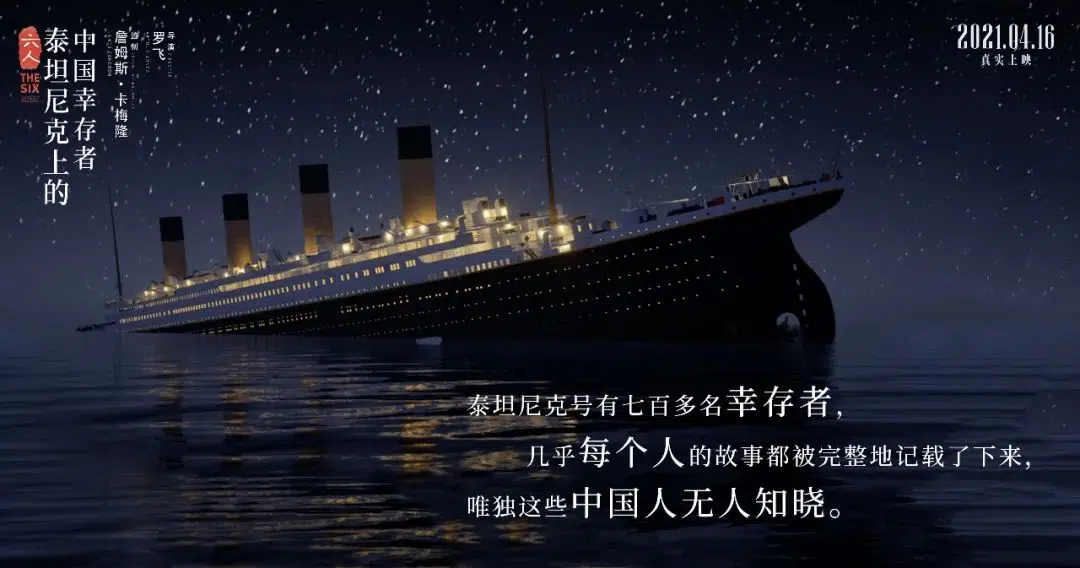 六人
THE
SIX
泰坦尼克上的
中国幸存者
监制
詹姆斯·卡梅隆
导演
罗飞
2021.04.16
真实上映
泰坦尼克号有七百多名幸存者，
几乎每个人的故事都被完整地记载了下来，
唯独这些中国人无人知晓。